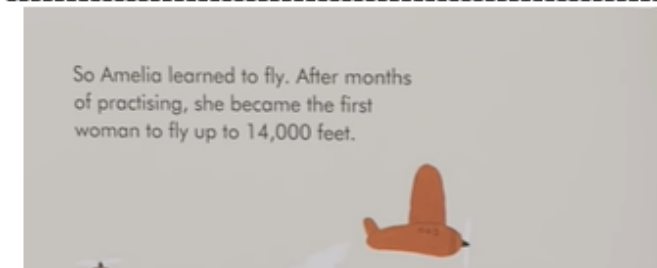 So Amelia learned to fly. After months
of practising, she became the first
woman to fly up to 14,000 feet.